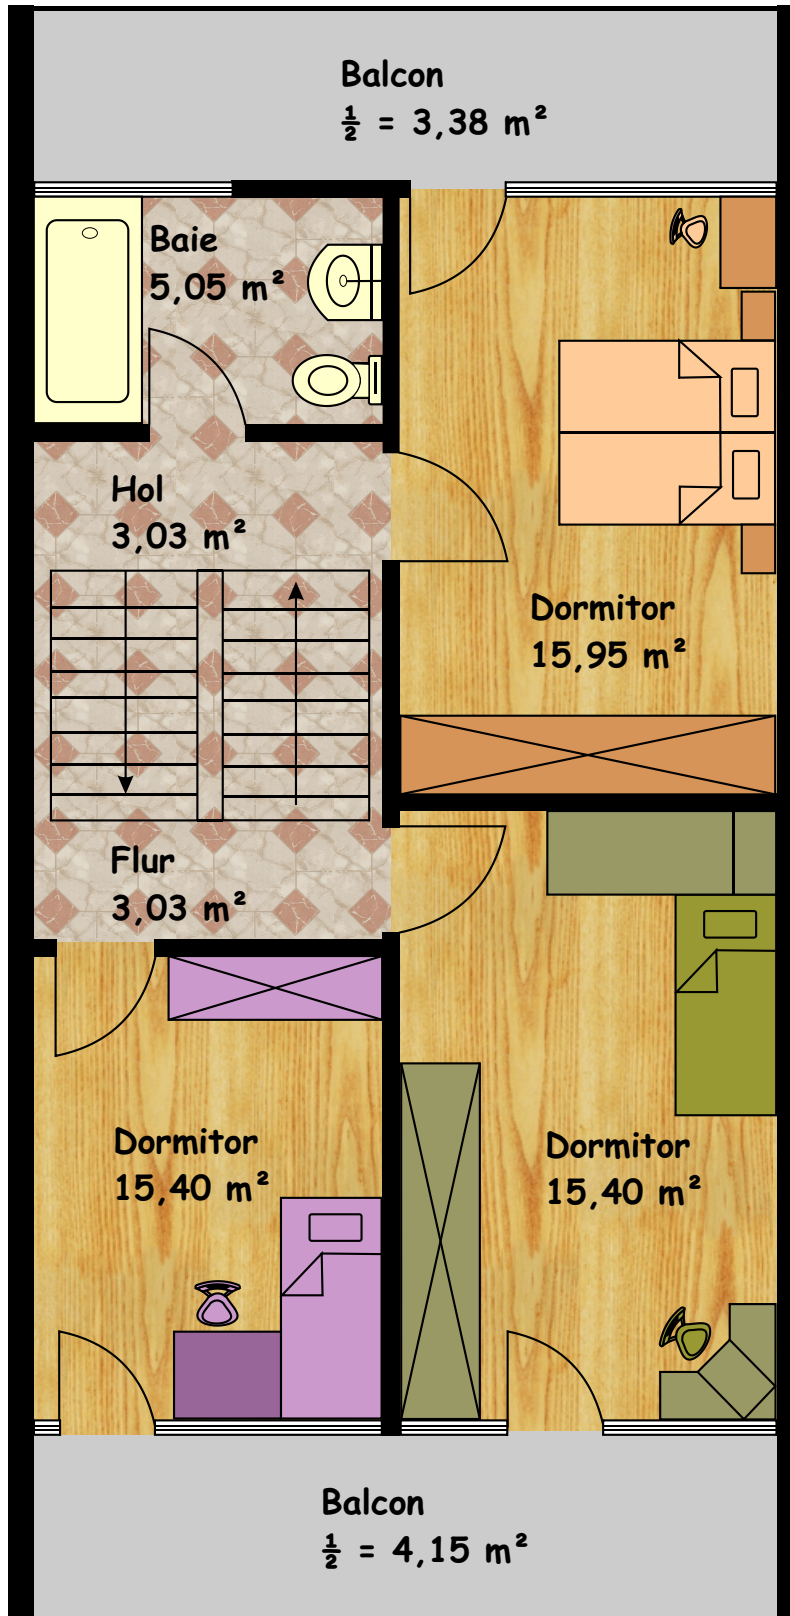 Balcon
½ = 3,38 m²
Baie
5,05 m²
Hol
3,03 m²
Dormitor
15,95 m²
Flur
3,03 m²
Dormitor
15,40 m²
Dormitor
15,40 m²
Balcon
½ = 4,15 m²